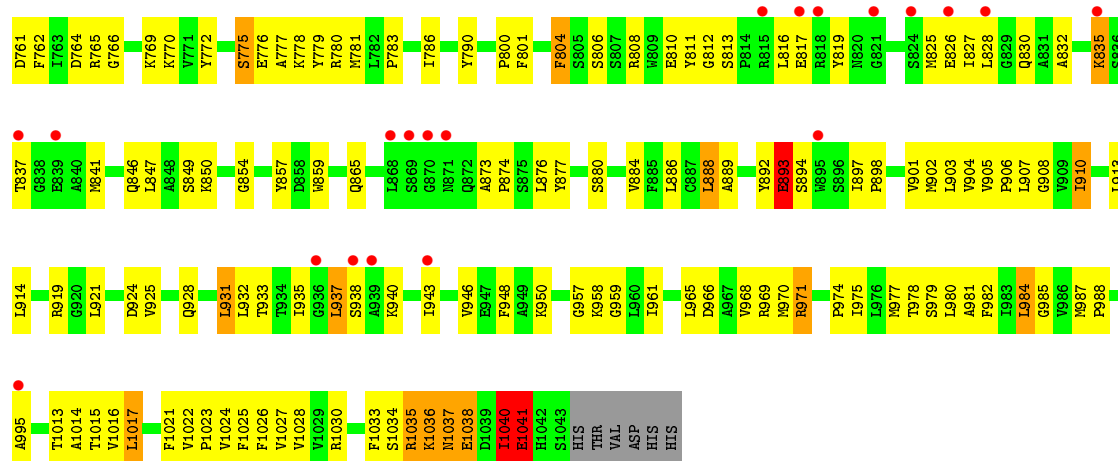 D761 F762 I763 D764 R765 G766 K769 K770 V771 Y772 S775 E776 A777 K778 Y779 R780 M781 L782 P783 I786 Y790 P800 F801 F804 S805 S806 S807 R808 W809 E810 Y811 G812 S813 P814 R815 L816 E817 R818 Y819 N820 G821 S824 M825 E826 I827 L828 G829 Q830 A831 A832 K835 S836
T837 G838 E839 A840 M841 Q846 L847 A848 S849 K850 G854 Y857 D858 W859 Q865 L868 S869 G870 N871 Q872 A873 P874 S875 L876 Y877 S880 V884 F885 L886 C887 L888 A889 Y892 E893 S894 W895 S896 I897 P898 V901 M902 L903 V904 V905 P906 L907 G908 V909 I910 L913
L914 R919 G920 L921 D924 V925 Q928 L931 L932 T933 T934 I935 G936 L937 S938 A939 K940 I943 V946 E947 F948 A949 K950 G957 K958 G959 L960 I961 L965 D966 A967 V968 R969 M970 R971 P974 I975 L976 M977 T978 S979 L980 A981 F982 I983 L984 G985 V986 M987 P988
A995 T1013 A1014 T1015 V1016 L1017 F1021 V1022 P1023 V1024 F1025 F1026 V1027 V1028 V1029 R1030 F1033 S1034 R1035 K1036 N1037 E1038 D1039 I1040 E1041 H1042 S1043 HIS THR VAL ASP HIS HIS